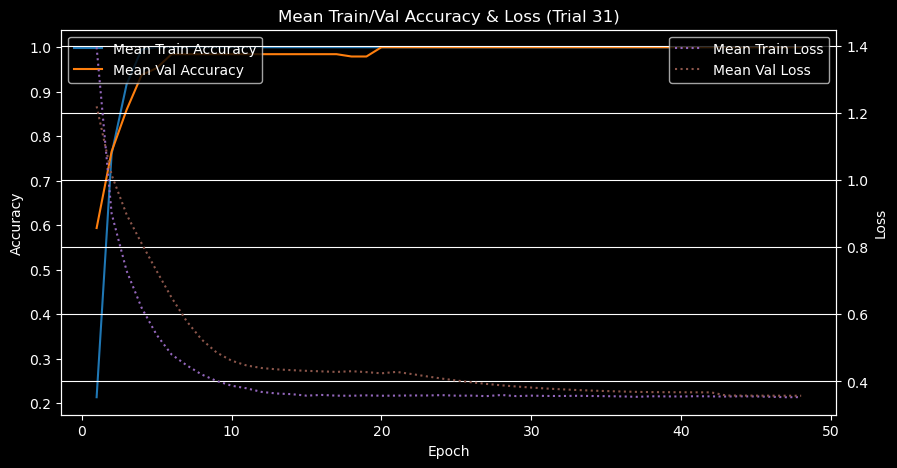 Mean Train/Val Accuracy & Loss (Trial 31)
Mean Train Accuracy
Mean Val Accuracy
Mean Train Loss
Mean Val Loss
1.0
0.9
0.8
0.7
0.6
0.5
0.4
0.3
0.2
Accuracy
1.4
1.2
1.0
0.8
0.6
0.4
Loss
0
10
20
30
40
50
Epoch